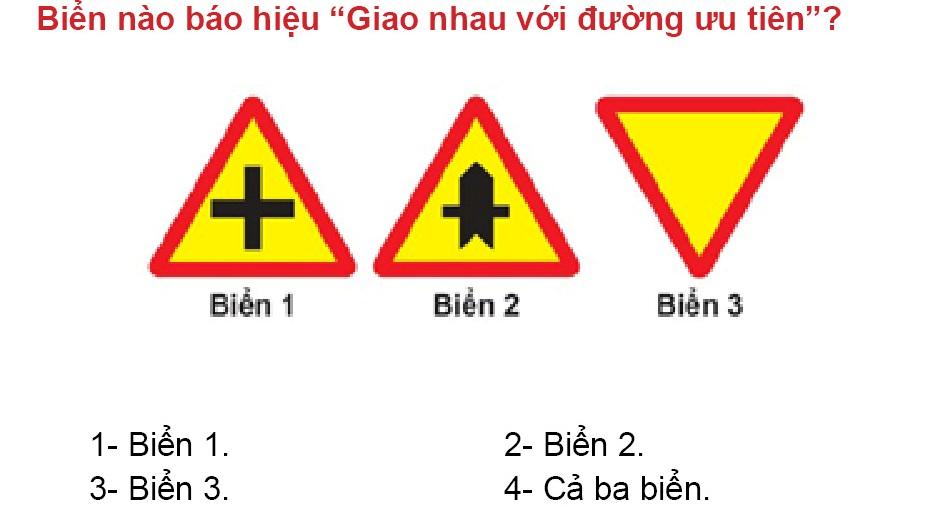 Biển nào báo hiệu “Giao nhau với đường ưu tiên”?
Biển 1 Biển 2 Biển 3
1- Biển 1. 2- Biển 2.
3- Biển 3. 4- Cả ba biển.